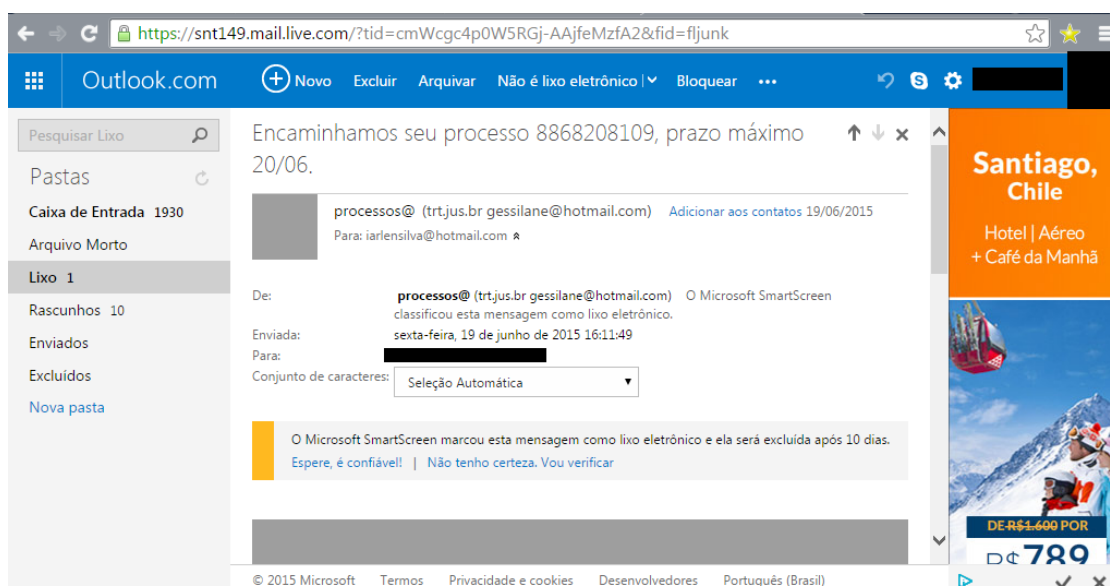 https://snt149.mail.live.com/?tid=cmWcgc4p0W5RGj-AAjfeMzfA2&fid=fljunk
Outlook.com
Novo Excluir Arquivar Não é lixo eletrônico Bloquear
Pesquisar Lixo
Pastas
Caixa de Entrada 1930
Arquivo Morto
Lixo 1
Rascunhos 10
Enviados
Excluídos
Nova pasta
Encaminhamos seu processo 8868208109, prazo máximo
20/06.
processos@ (trt.jus.br gessilane@hotmail.com) Adicionar aos contatos 19/06/2015
Para: iarlensilva@hotmail.com
De: processos@ (trt.jus.br gessilane@hotmail.com) O Microsoft SmartScreen
classificou esta mensagem como lixo eletrônico.
Enviada: sexta-feira, 19 de junho de 2015 16:11:49
Para:
Conjunto de caracteres: Seleção Automática
O Microsoft SmartScreen marcou esta mensagem como lixo eletrônico e ela será excluída após 10 dias.
Espere, é confiável! | Não tenho certeza. Vou verificar
© 2015 Microsoft Termos Privacidade e cookies Desenvolvedores Português (Brasil)
Santiago,
Chile
Hotel | Aéreo
+ Café da Manhã
DE R$1.600 POR
R$789